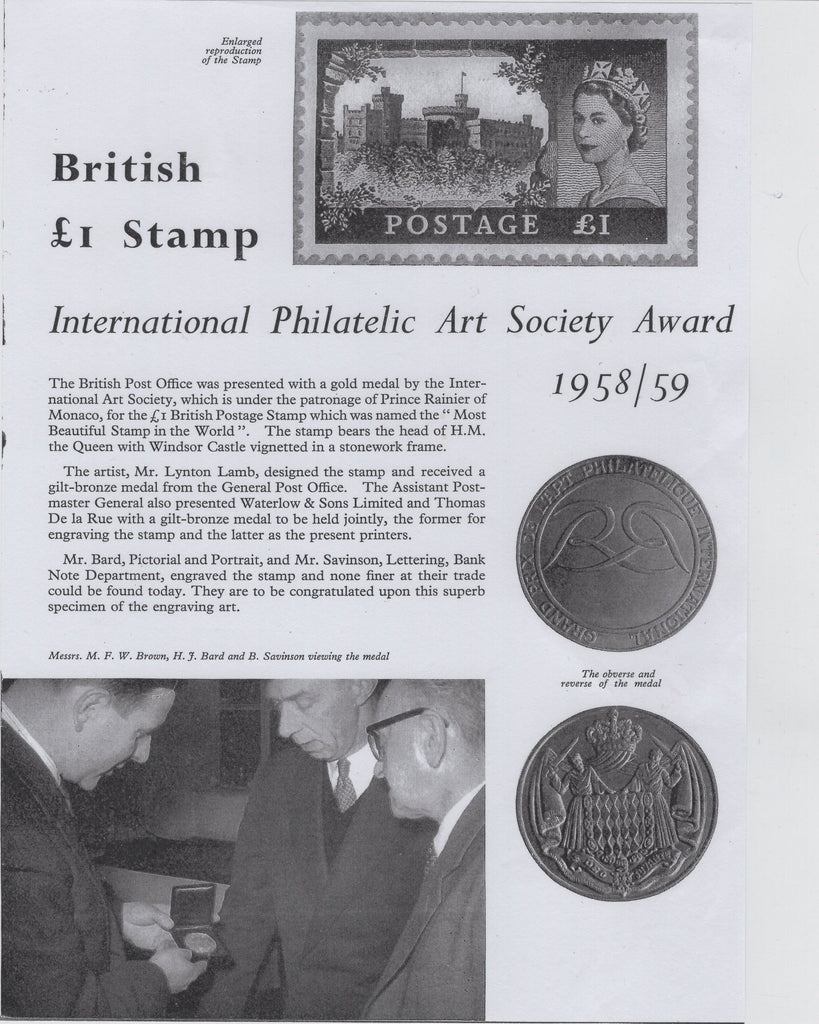 Enlarged
reproduction
of the Stamp
POSTAGE £1
British
£1 Stamp
International Philatelic Art Society Award
1958/59
The British Post Office was presented with a gold medal by the Inter-
national Art Society, which is under the patronage of Prince Rainier of
Monaco, for the £1 British Postage Stamp which was named the “ Most
Beautiful Stamp in the World ”. The stamp bears the head of H.M.
the Queen with Windsor Castle vignetted in a stonework frame.
The artist, Mr. Lynton Lamb, designed the stamp and received a
gilt-bronze medal from the General Post Office. The Assistant Post-
master General also presented Waterlow & Sons Limited and Thomas
De la Rue with a gilt-bronze medal to be held jointly, the former for
engraving the stamp and the latter as the present printers.
Mr. Bard, Pictorial and Portrait, and Mr. Savinson, Lettering, Bank
Note Department, engraved the stamp and none finer at their trade
could be found today. They are to be congratulated upon this superb
specimen of the engraving art.
GRAND PRIX DE L'ART PHILATELIQUE INTERNATIONAL
Messrs. M. F. W. Brown, H. J. Bard and B. Savinson viewing the medal
The obverse and
reverse of the medal